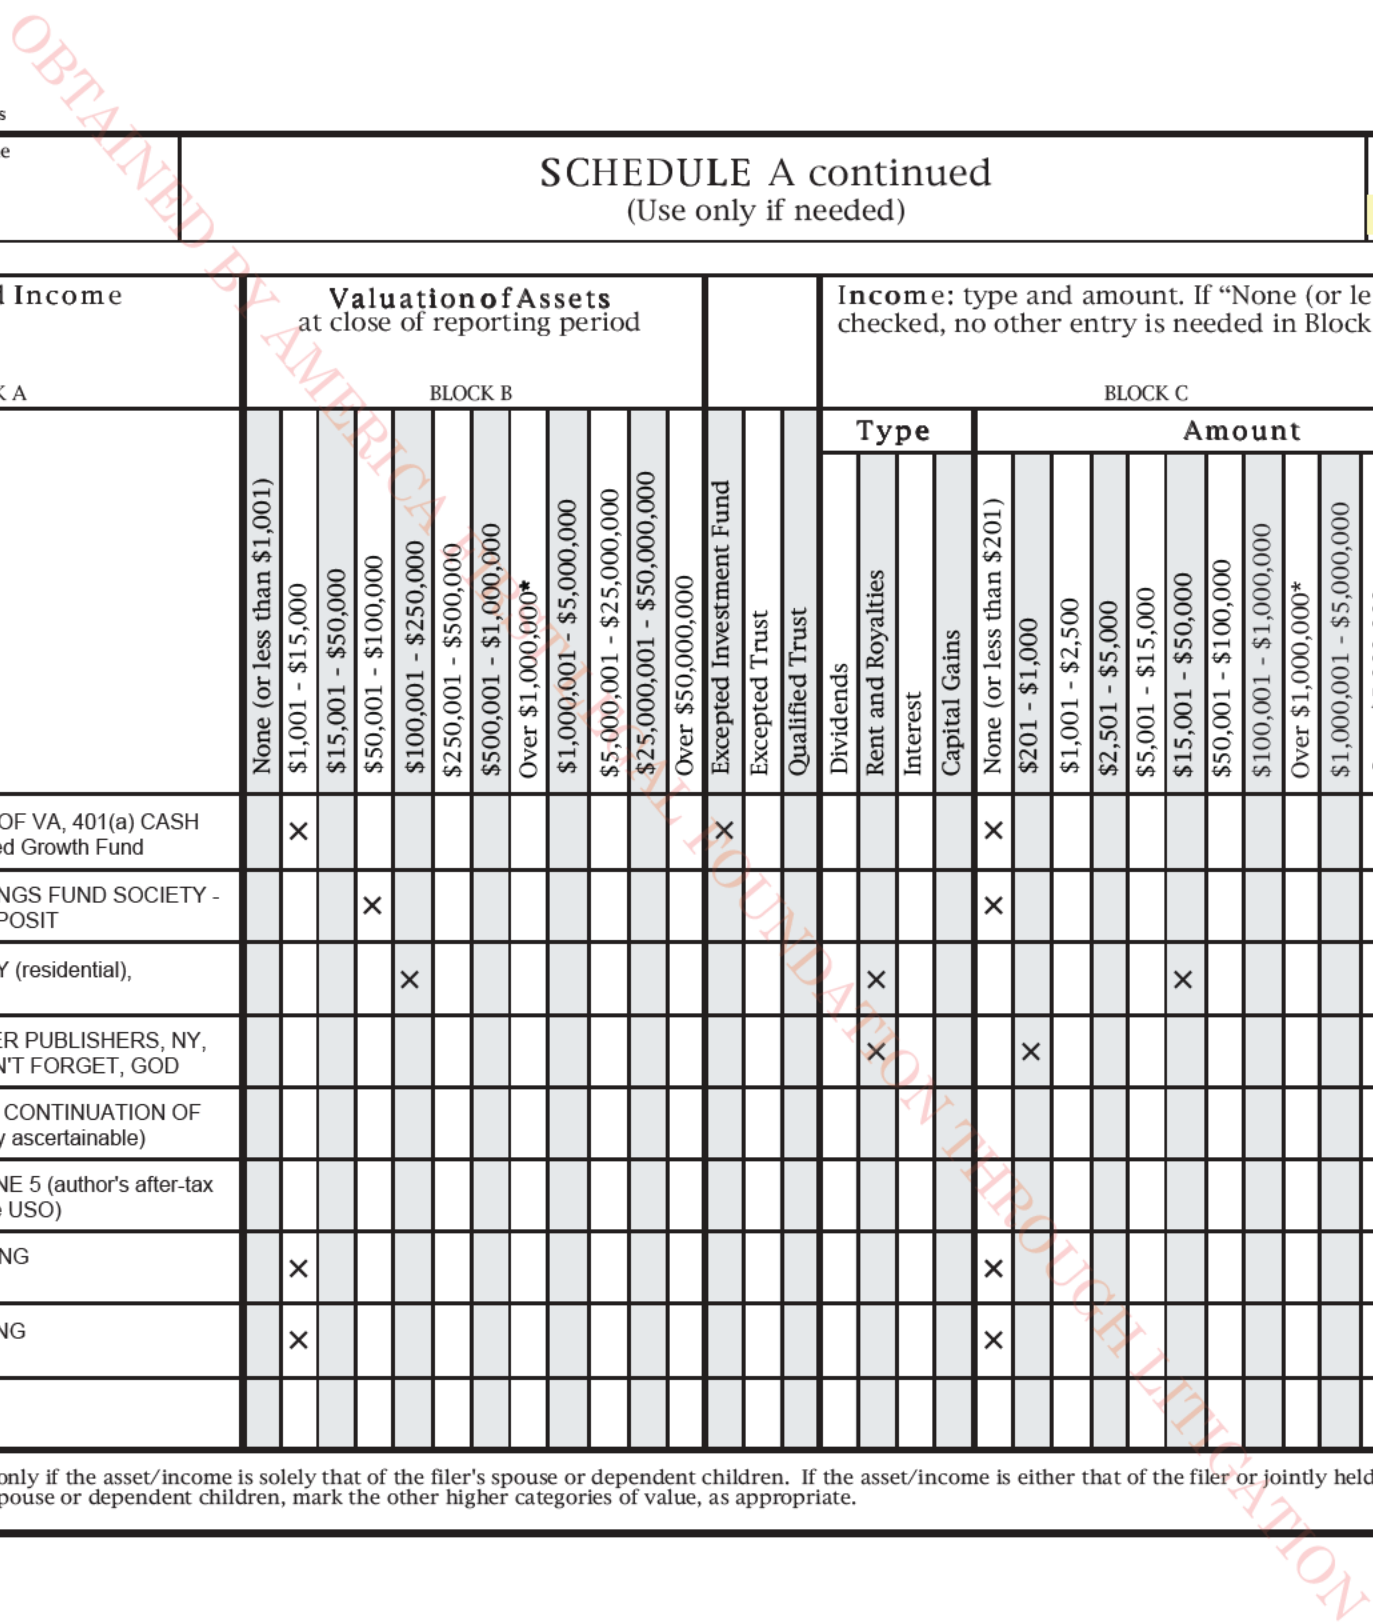 s
e
SCHEDULE A continued
(Use only if needed)
l Income
K A
Valuation of Assets
at close of reporting period
BLOCK B
Income: type and amount. If “None (or le
checked, no other entry is needed in Block
BLOCK C
Type
Amount
None (or less than $1,001)
$1,001 - $15,000
$15,001 - $50,000
$50,001 - $100,000
$100,001 - $250,000
$250,001 - $500,000
$500,001 - $1,000,000
Over $1,000,000*
$1,000,001 - $5,000,000
$5,000,001 - $25,000,000
$25,000,001 - $50,000,000
Over $50,000,000
Excepted Investment Fund
Excepted Trust
Qualified Trust
Dividends
Rent and Royalties
Interest
Capital Gains
None (or less than $201)
$201 - $1,000
$1,001 - $2,500
$2,501 - $5,000
$5,001 - $15,000
$15,001 - $50,000
$50,001 - $100,000
$100,001 - $1,000,000
Over $1,000,000*
$1,000,001 - $5,000,000
OF VA, 401(a) CASH × × ×
ed Growth Fund
NGS FUND SOCIETY - × ×
POSIT
Y (residential), × × ×
ER PUBLISHERS, NY, × ×
N'T FORGET, GOD
CONTINUATION OF
y ascertainable)
NE 5 (author's after-tax
e USO)
NG × ×
NG × ×
only if the asset/income is solely that of the filer's spouse or dependent children. If the asset/income is either that of the filer or jointly held
pouse or dependent children, mark the other higher categories of value, as appropriate.
OBTAINED BY AMERICA FIRST LEGAL FOUNDATION THROUGH LITIGATION